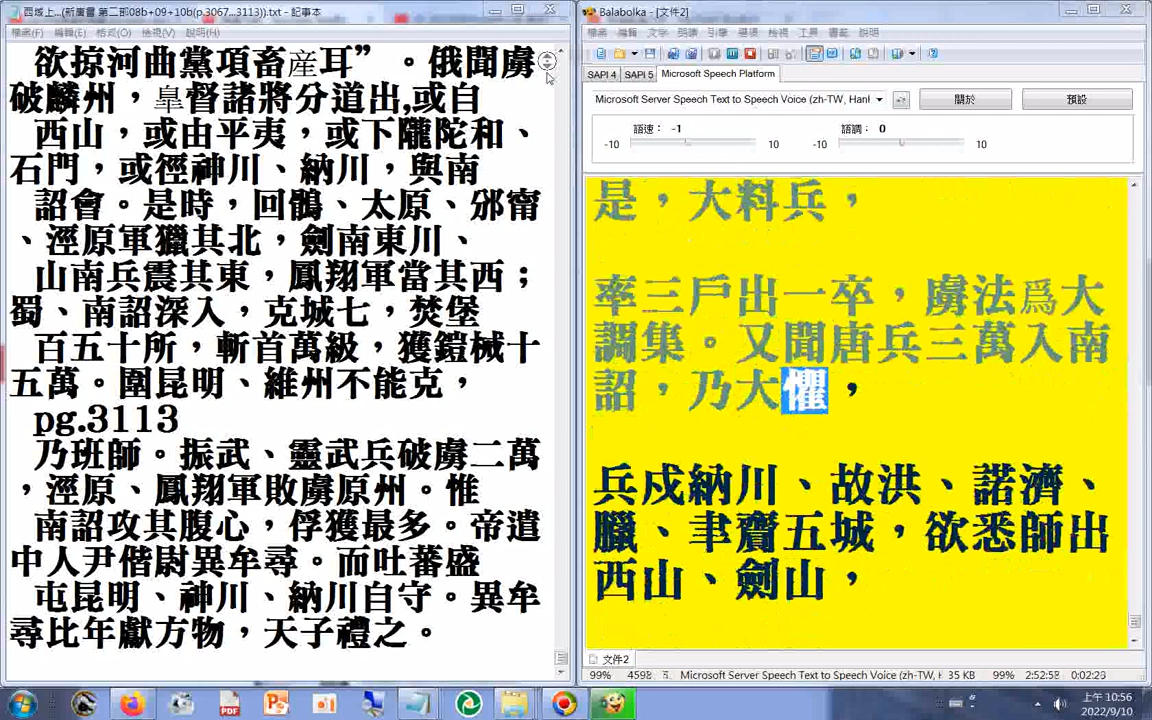 西域上...(新唐書 第二部08b+09+10b(p.3067...3113)).txt - 記事本
檔案(F) 編輯(E) 格式(O) 檢視(V) 說明(H)
欲掠河曲黨項畜産耳”。俄聞虜
破麟州，皐督諸將分道出,或自
西山，或由平夷，或下隴陀和、
石門，或徑神川、納川，與南
詔會。是時，回鶻、太原、邠甯
、涇原軍獵其北，劍南東川、
山南兵震其東，鳳翔軍當其西；
蜀、南詔深入，克城七，焚堡
百五十所，斬首萬級，獲鎧械十
五萬。圍昆明、維州不能克，
pg.3113
乃班師。振武、靈武兵破虜二萬
，涇原、鳳翔軍敗虜原州。惟
南詔攻其腹心，俘獲最多。帝遣
中人尹偕尉異牟尋。而吐蕃盛
屯昆明、神川、納川自守。異牟
尋比年獻方物，天子禮之。
Balabolka - [文件2]
檔案 編輯 文字 朗讀 引擎 選項 檢視 工具 書籤 說明
SAPI 4 SAPI 5 Microsoft Speech Platform
Microsoft Server Speech Text to Speech Voice (zh-TW, Hanl
關於 預設
語速： -1 語調： 0
-10 10 -10 10
是，大料兵，
率三戶出一卒，虜法爲大
調集。又聞唐兵三萬入南
詔，乃大懼，
兵戍納川、故洪、諾濟、
臘、聿齎五城，欲悉師出
西山、劍山，
文件2
99% 4598. Microsoft Server Speech Text to Speech Voice (zh-TW, H 35 KB 99% 2:52:58 0:02:23
上午 10:56
2022/9/10